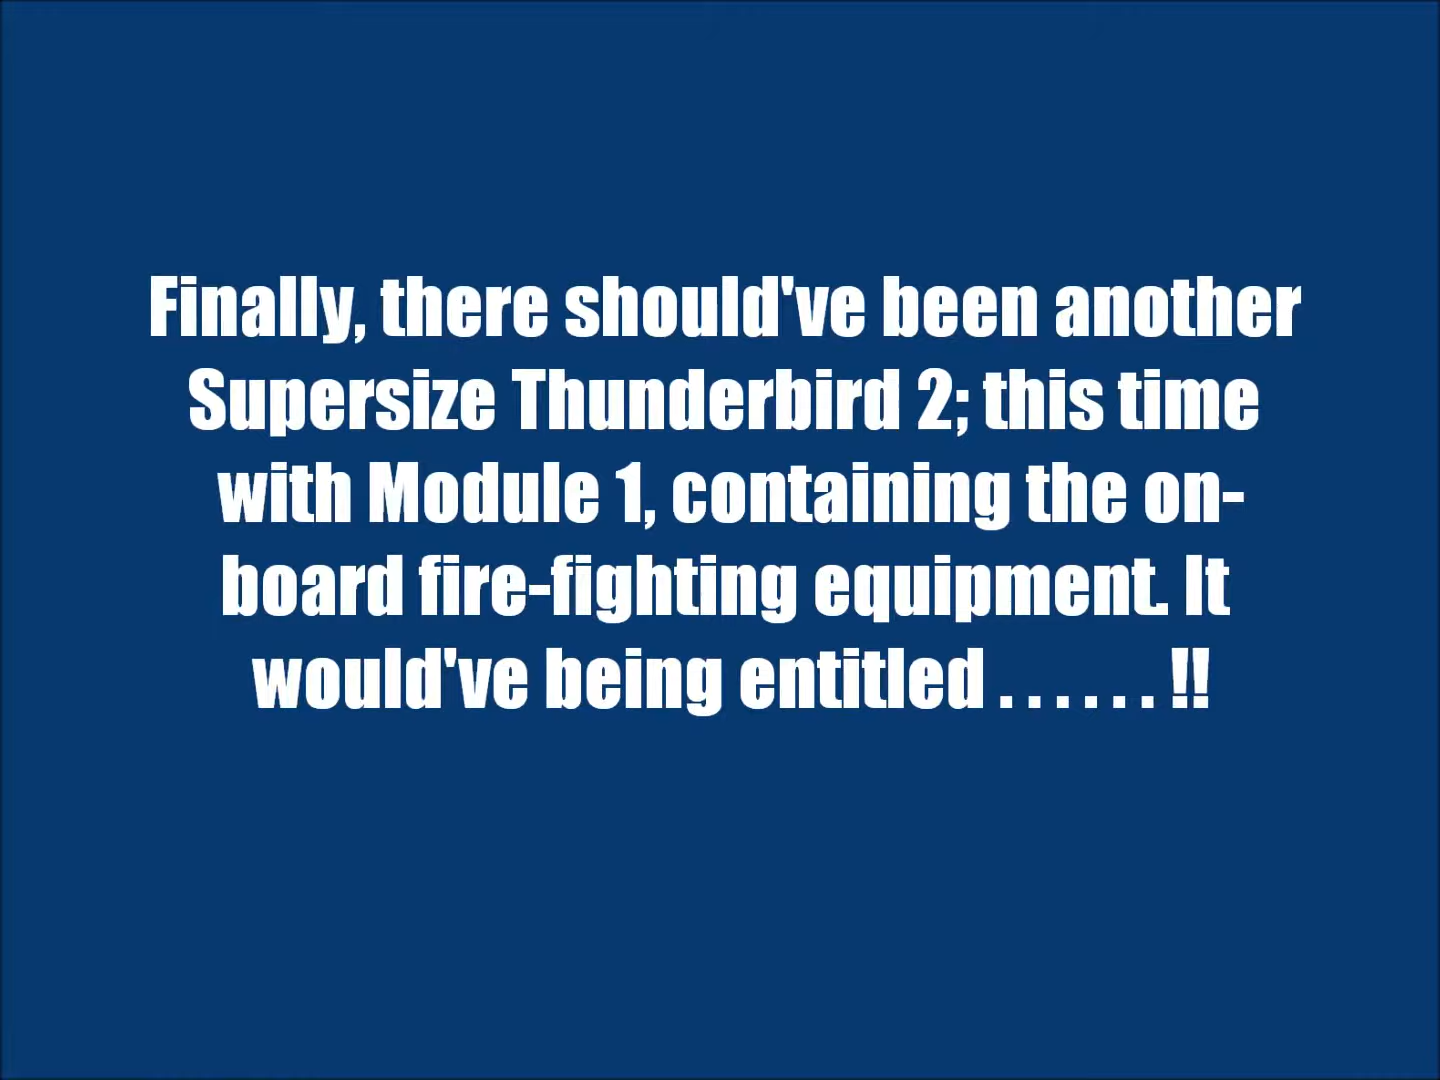 Finally, there should've been another
Supersize Thunderbird 2; this time
with Module 1, containing the on-
board fire-fighting equipment. It
would've being entitled . . . . . . !!